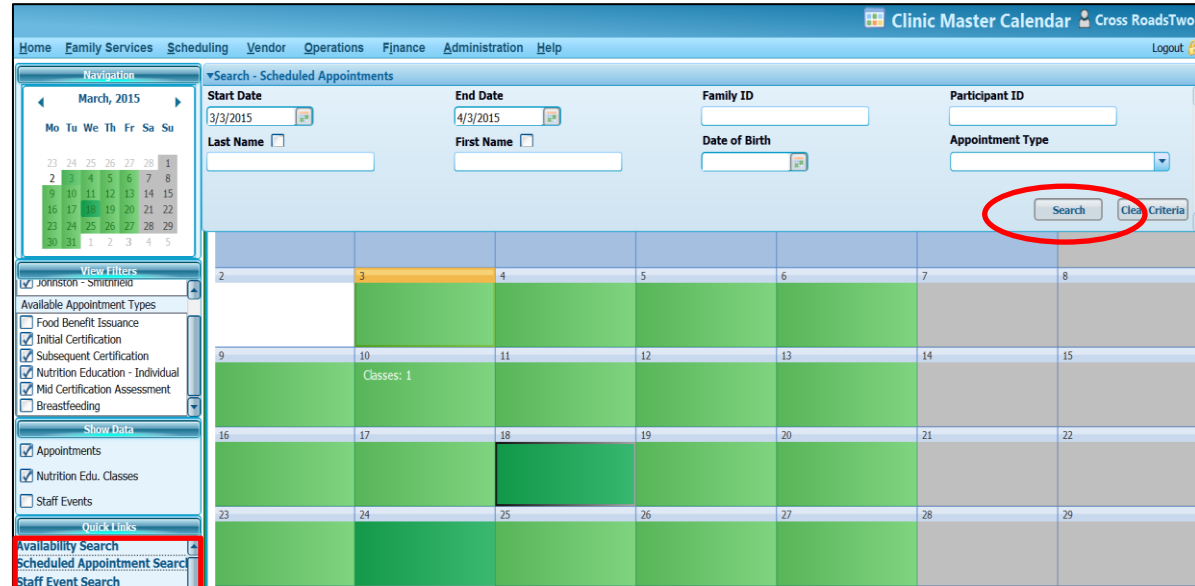 Clinic Master Calendar Cross RoadsTwo
Home Family Services Scheduling Vendor Operations Finance Administration Help Logout
Navigation
March, 2015
Mo Tu We Th Fr Sa Su
23 24 25 26 27 28 1
2 3 4 5 6 7 8
9 10 11 12 13 14 15
16 17 18 19 20 21 22
23 24 25 26 27 28 29
30 31 1 2 3 4 5
View Filters
Johnston - Smithfield
Available Appointment Types
Food Benefit Issuance
Initial Certification
Subsequent Certification
Nutrition Education - Individual
Mid Certification Assessment
Breastfeeding
Show Data
Appointments
Nutrition Edu. Classes
Staff Events
Quick Links
Availability Search
Scheduled Appointment Search
Staff Event Search
Search - Scheduled Appointments
Start Date End Date Family ID Participant ID
3/3/2015 4/3/2015
Last Name First Name Date of Birth Appointment Type
Search Clear Criteria
2 3 4 5 6 7 8
9 10 11 12 13 14 15
Classes: 1
16 17 18 19 20 21 22
23 24 25 26 27 28 29